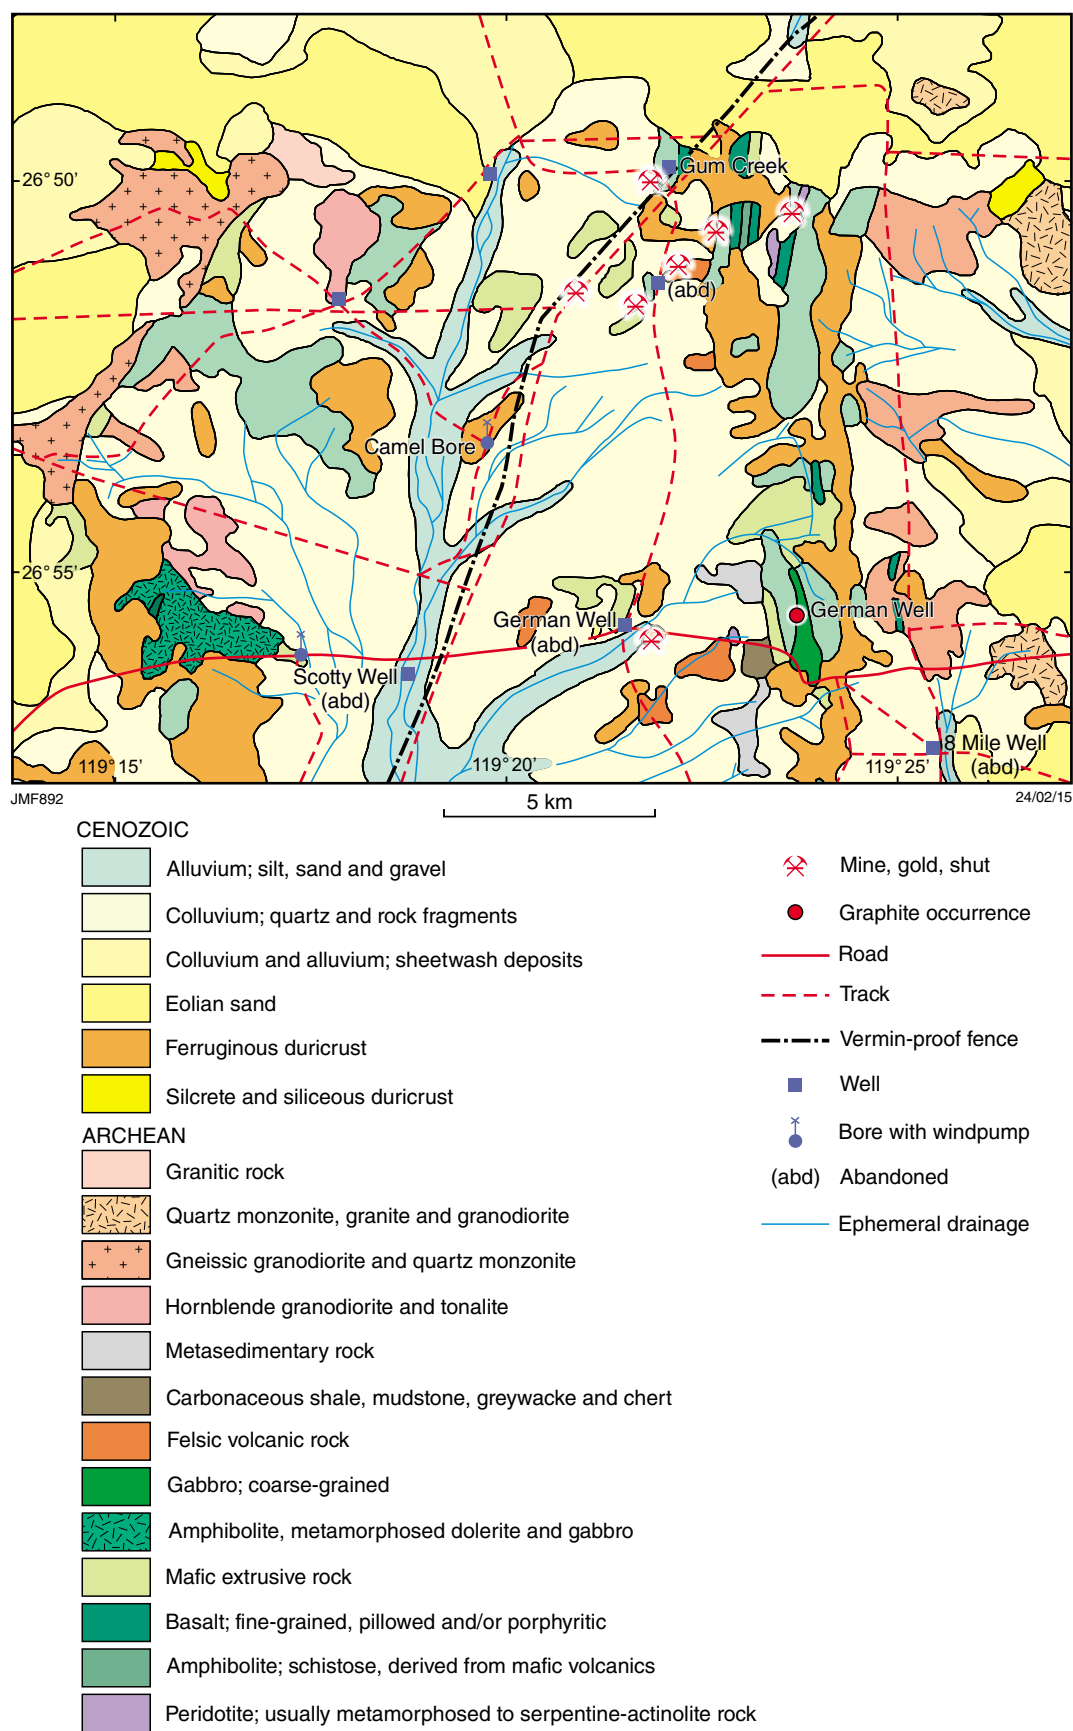 26°50'
Gum Creek
(abd)
Camel Bore
26°55'
German Well
German Well
(abd)
Scotty Well
(abd)
8 Mile Well
(abd)
119°15'
119°20'
119°25'
JMF892
5 km
24/02/15
CENOZOIC
Alluvium; silt, sand and gravel
Colluvium; quartz and rock fragments
Colluvium and alluvium; sheetwash deposits
Eolian sand
Ferruginous duricrust
Silcrete and siliceous duricrust
ARCHEAN
Granitic rock
Quartz monzonite, granite and granodiorite
Gneissic granodiorite and quartz monzonite
Hornblende granodiorite and tonalite
Metasedimentary rock
Carbonaceous shale, mudstone, greywacke and chert
Felsic volcanic rock
Gabbro; coarse-grained
Amphibolite, metamorphosed dolerite and gabbro
Mafic extrusive rock
Basalt; fine-grained, pillowed and/or porphyritic
Amphibolite; schistose, derived from mafic volcanics
Peridotite; usually metamorphosed to serpentine-actinolite rock
Mine, gold, shut
Graphite occurrence
Road
Track
Vermin-proof fence
Well
Bore with windpump
(abd) Abandoned
Ephemeral drainage